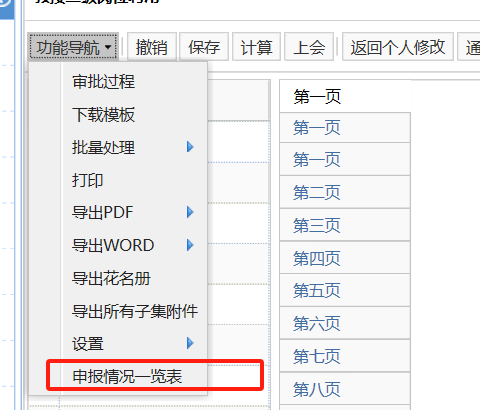 功能导航 撤销 保存 计算 上会 返回个人修改 通
审批过程
下载模板
批量处理
打印
导出PDF
导出WORD
导出花名册
导出所有子集附件
设置
申报情况一览表
第一页
第一页
第一页
第二页
第三页
第四页
第五页
第六页
第七页
第八页